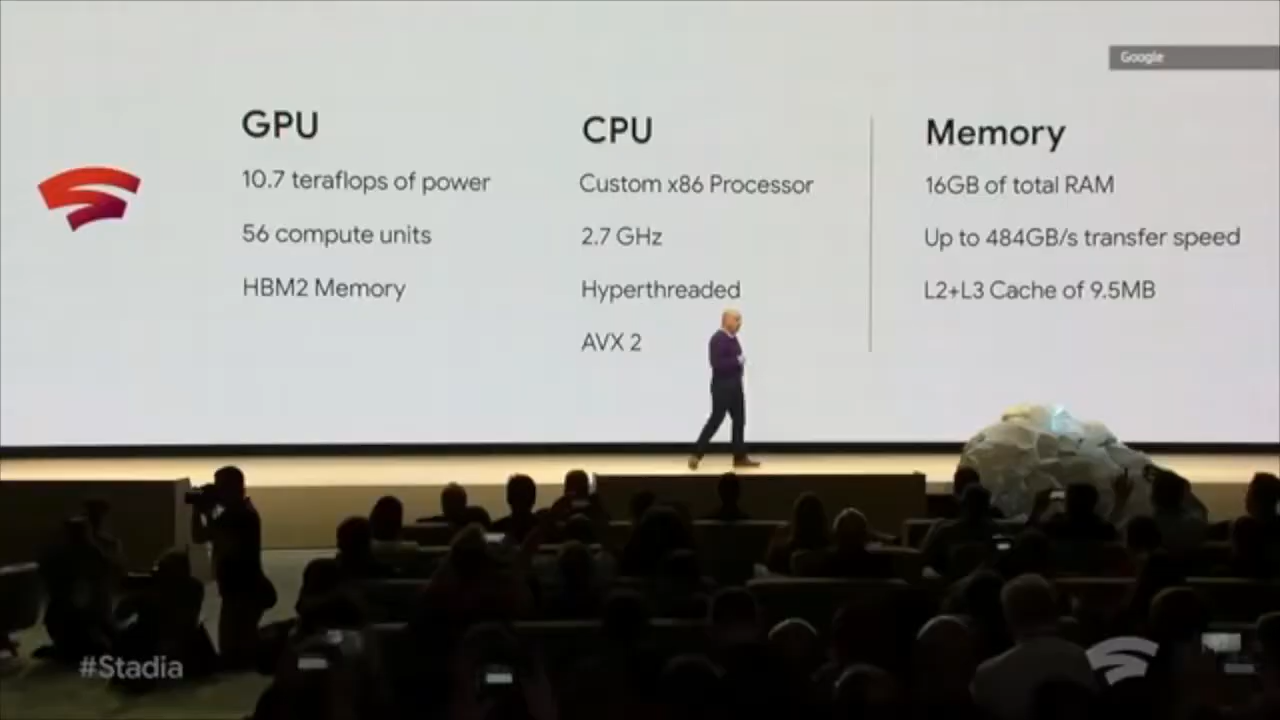 Google
GPU
10.7 teraflops of power
56 compute units
HBM2 Memory
CPU
Custom x86 Processor
2.7 GHz
Hyperthreaded
AVX 2
Memory
16GB of total RAM
Up to 484GB/s transfer speed
L2+L3 Cache of 9.5MB
#Stadia